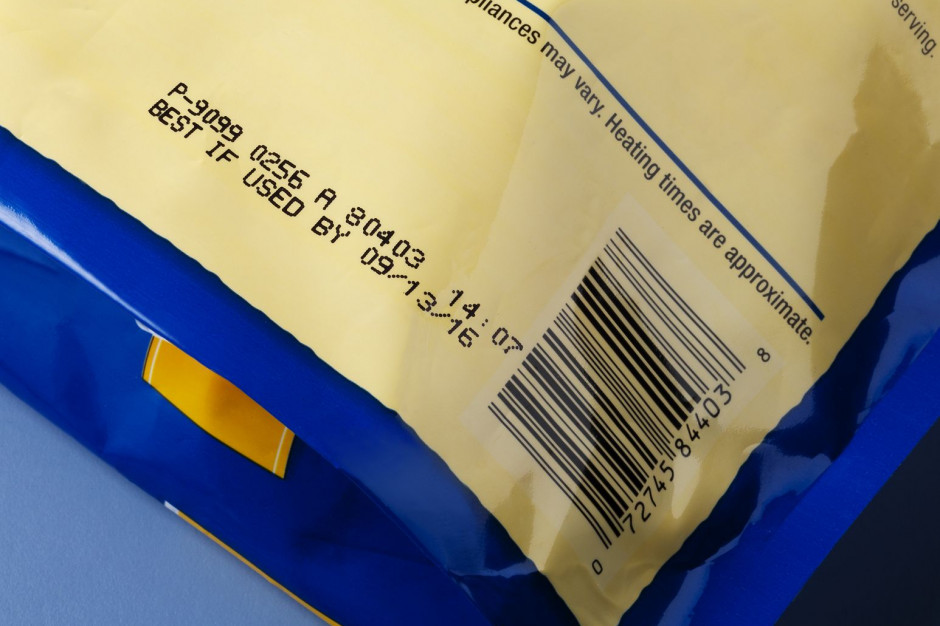 pliances may vary. Heating times are approximate.
serving.
P-9099 0256 A 80403 14:07
BEST IF USED BY 09/13/16
0 72745 84403 8